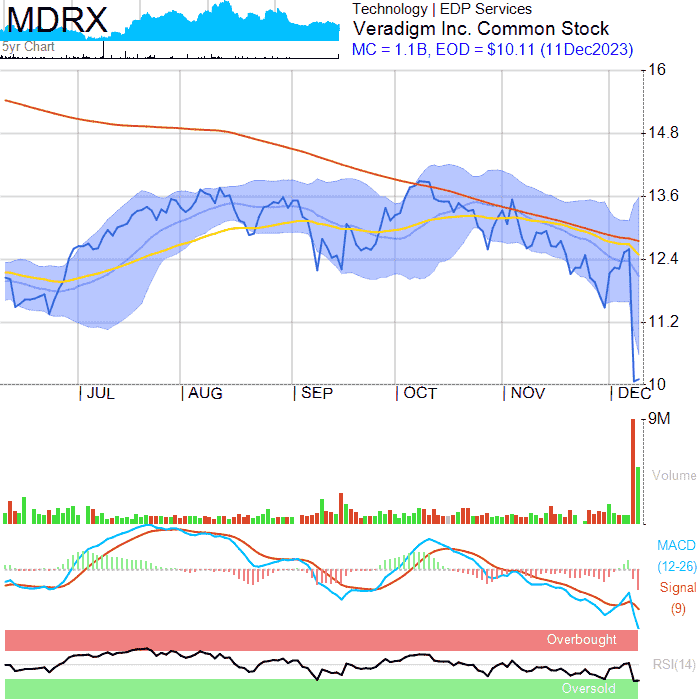 MDRX
5yr Chart
Technology | EDP Services
Veradigm Inc. Common Stock
MC = 1.1B, EOD = $10.11 (11Dec2023)
16
14.8
13.6
12.4
11.2
10
JUL AUG SEP OCT NOV DEC
9M
Volume
MACD
(12-26)
Signal
(9)
Overbought
RSI(14)
Oversold